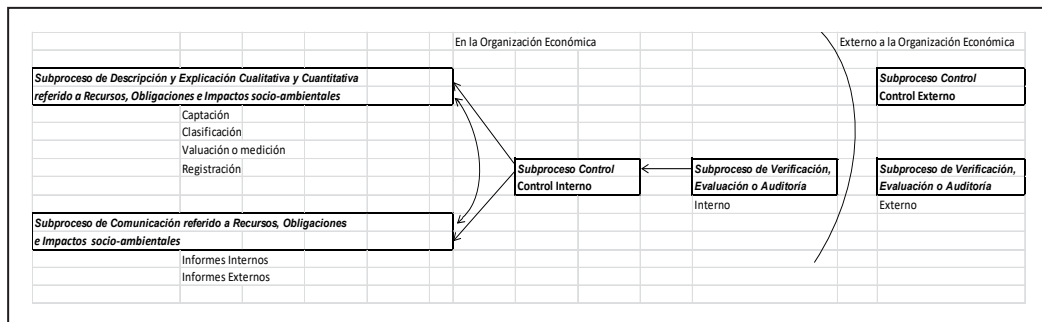 En la Organización Económica
Externo a la Organización Económica
Subproceso de Descripción y Explicación Cualitativa y Cuantitativa
referido a Recursos, Obligaciones e Impactos socio-ambientales
Subproceso Control
Control Externo
Captación
Clasificación
Valuación o medición
Registración
Subproceso Control
Control Interno
Subproceso de Verificación,
Evaluación o Auditoría
Interno
Subproceso de Verificación,
Evaluación o Auditoría
Externo
Subproceso de Comunicación referido a Recursos, Obligaciones
e Impactos socio-ambientales
Informes Internos
Informes Externos